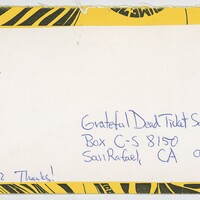 Grateful Dead Ticket
Box C-S 8150
San Rafael, CA
Thanks!